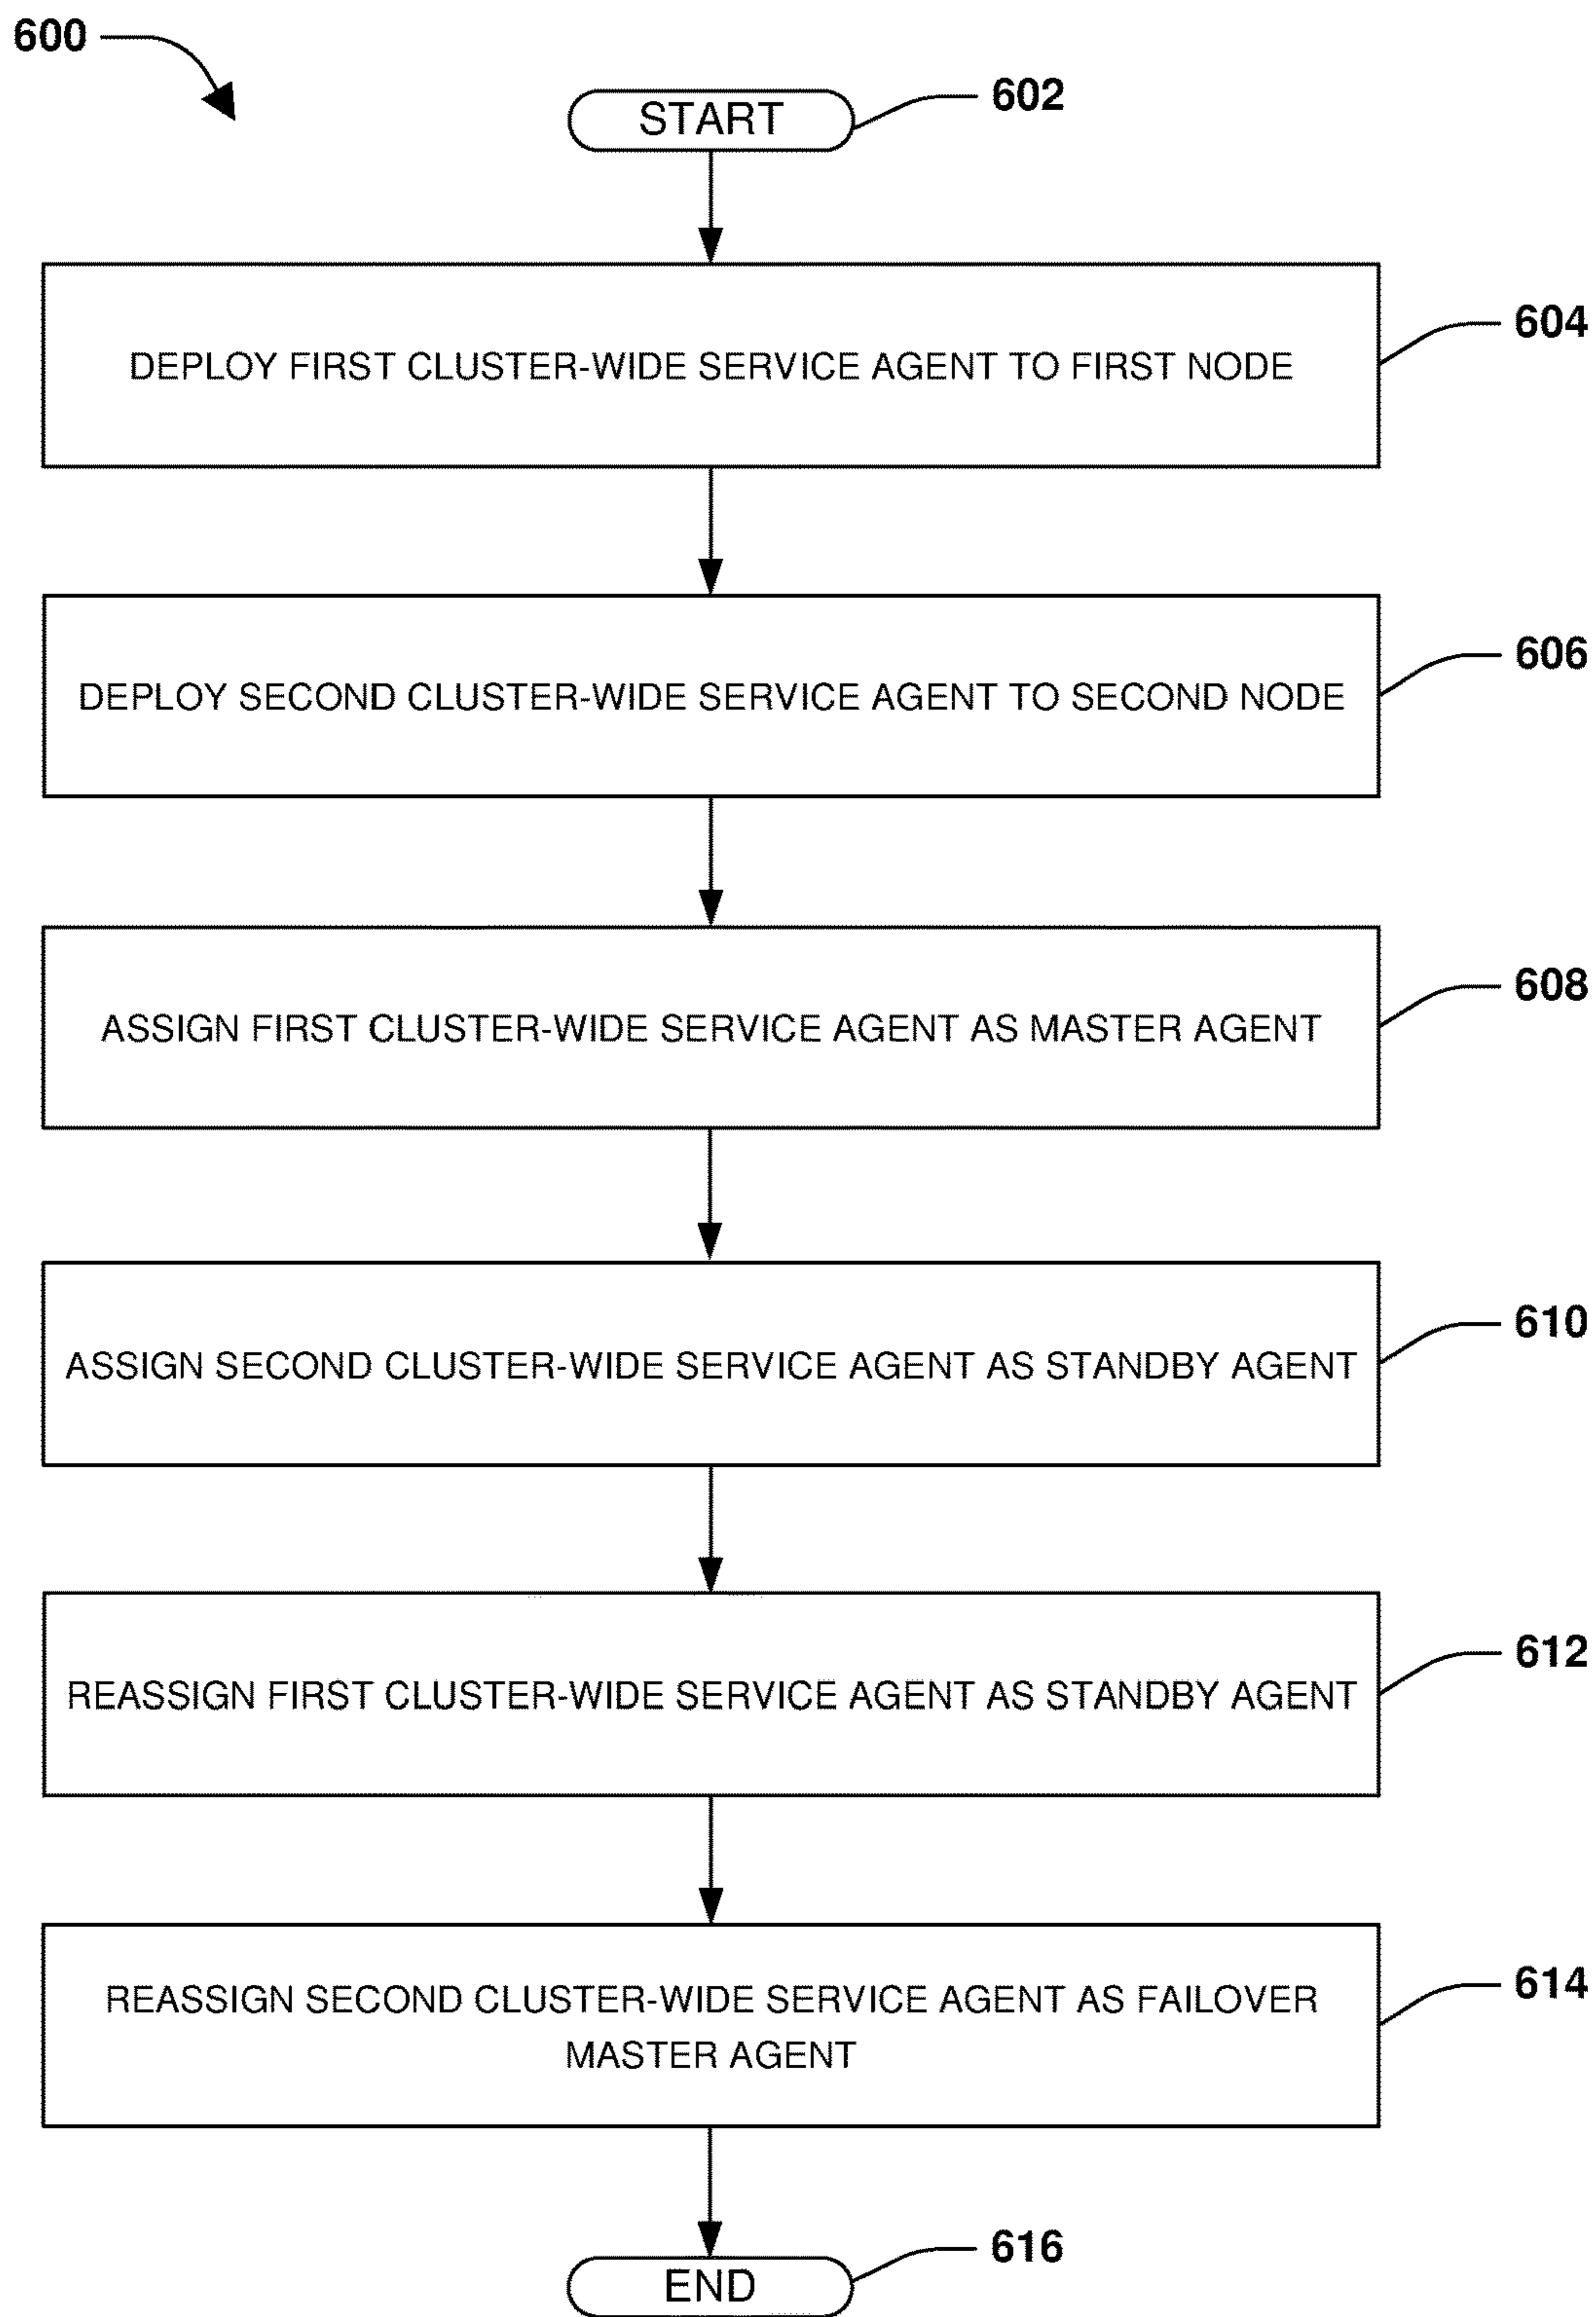 600
START
602
DEPLOY FIRST CLUSTER-WIDE SERVICE AGENT TO FIRST NODE
604
DEPLOY SECOND CLUSTER-WIDE SERVICE AGENT TO SECOND NODE
606
ASSIGN FIRST CLUSTER-WIDE SERVICE AGENT AS MASTER AGENT
608
ASSIGN SECOND CLUSTER-WIDE SERVICE AGENT AS STANDBY AGENT
610
REASSIGN FIRST CLUSTER-WIDE SERVICE AGENT AS STANDBY AGENT
612
REASSIGN SECOND CLUSTER-WIDE SERVICE AGENT AS FAILOVER
MASTER AGENT
614
END
616